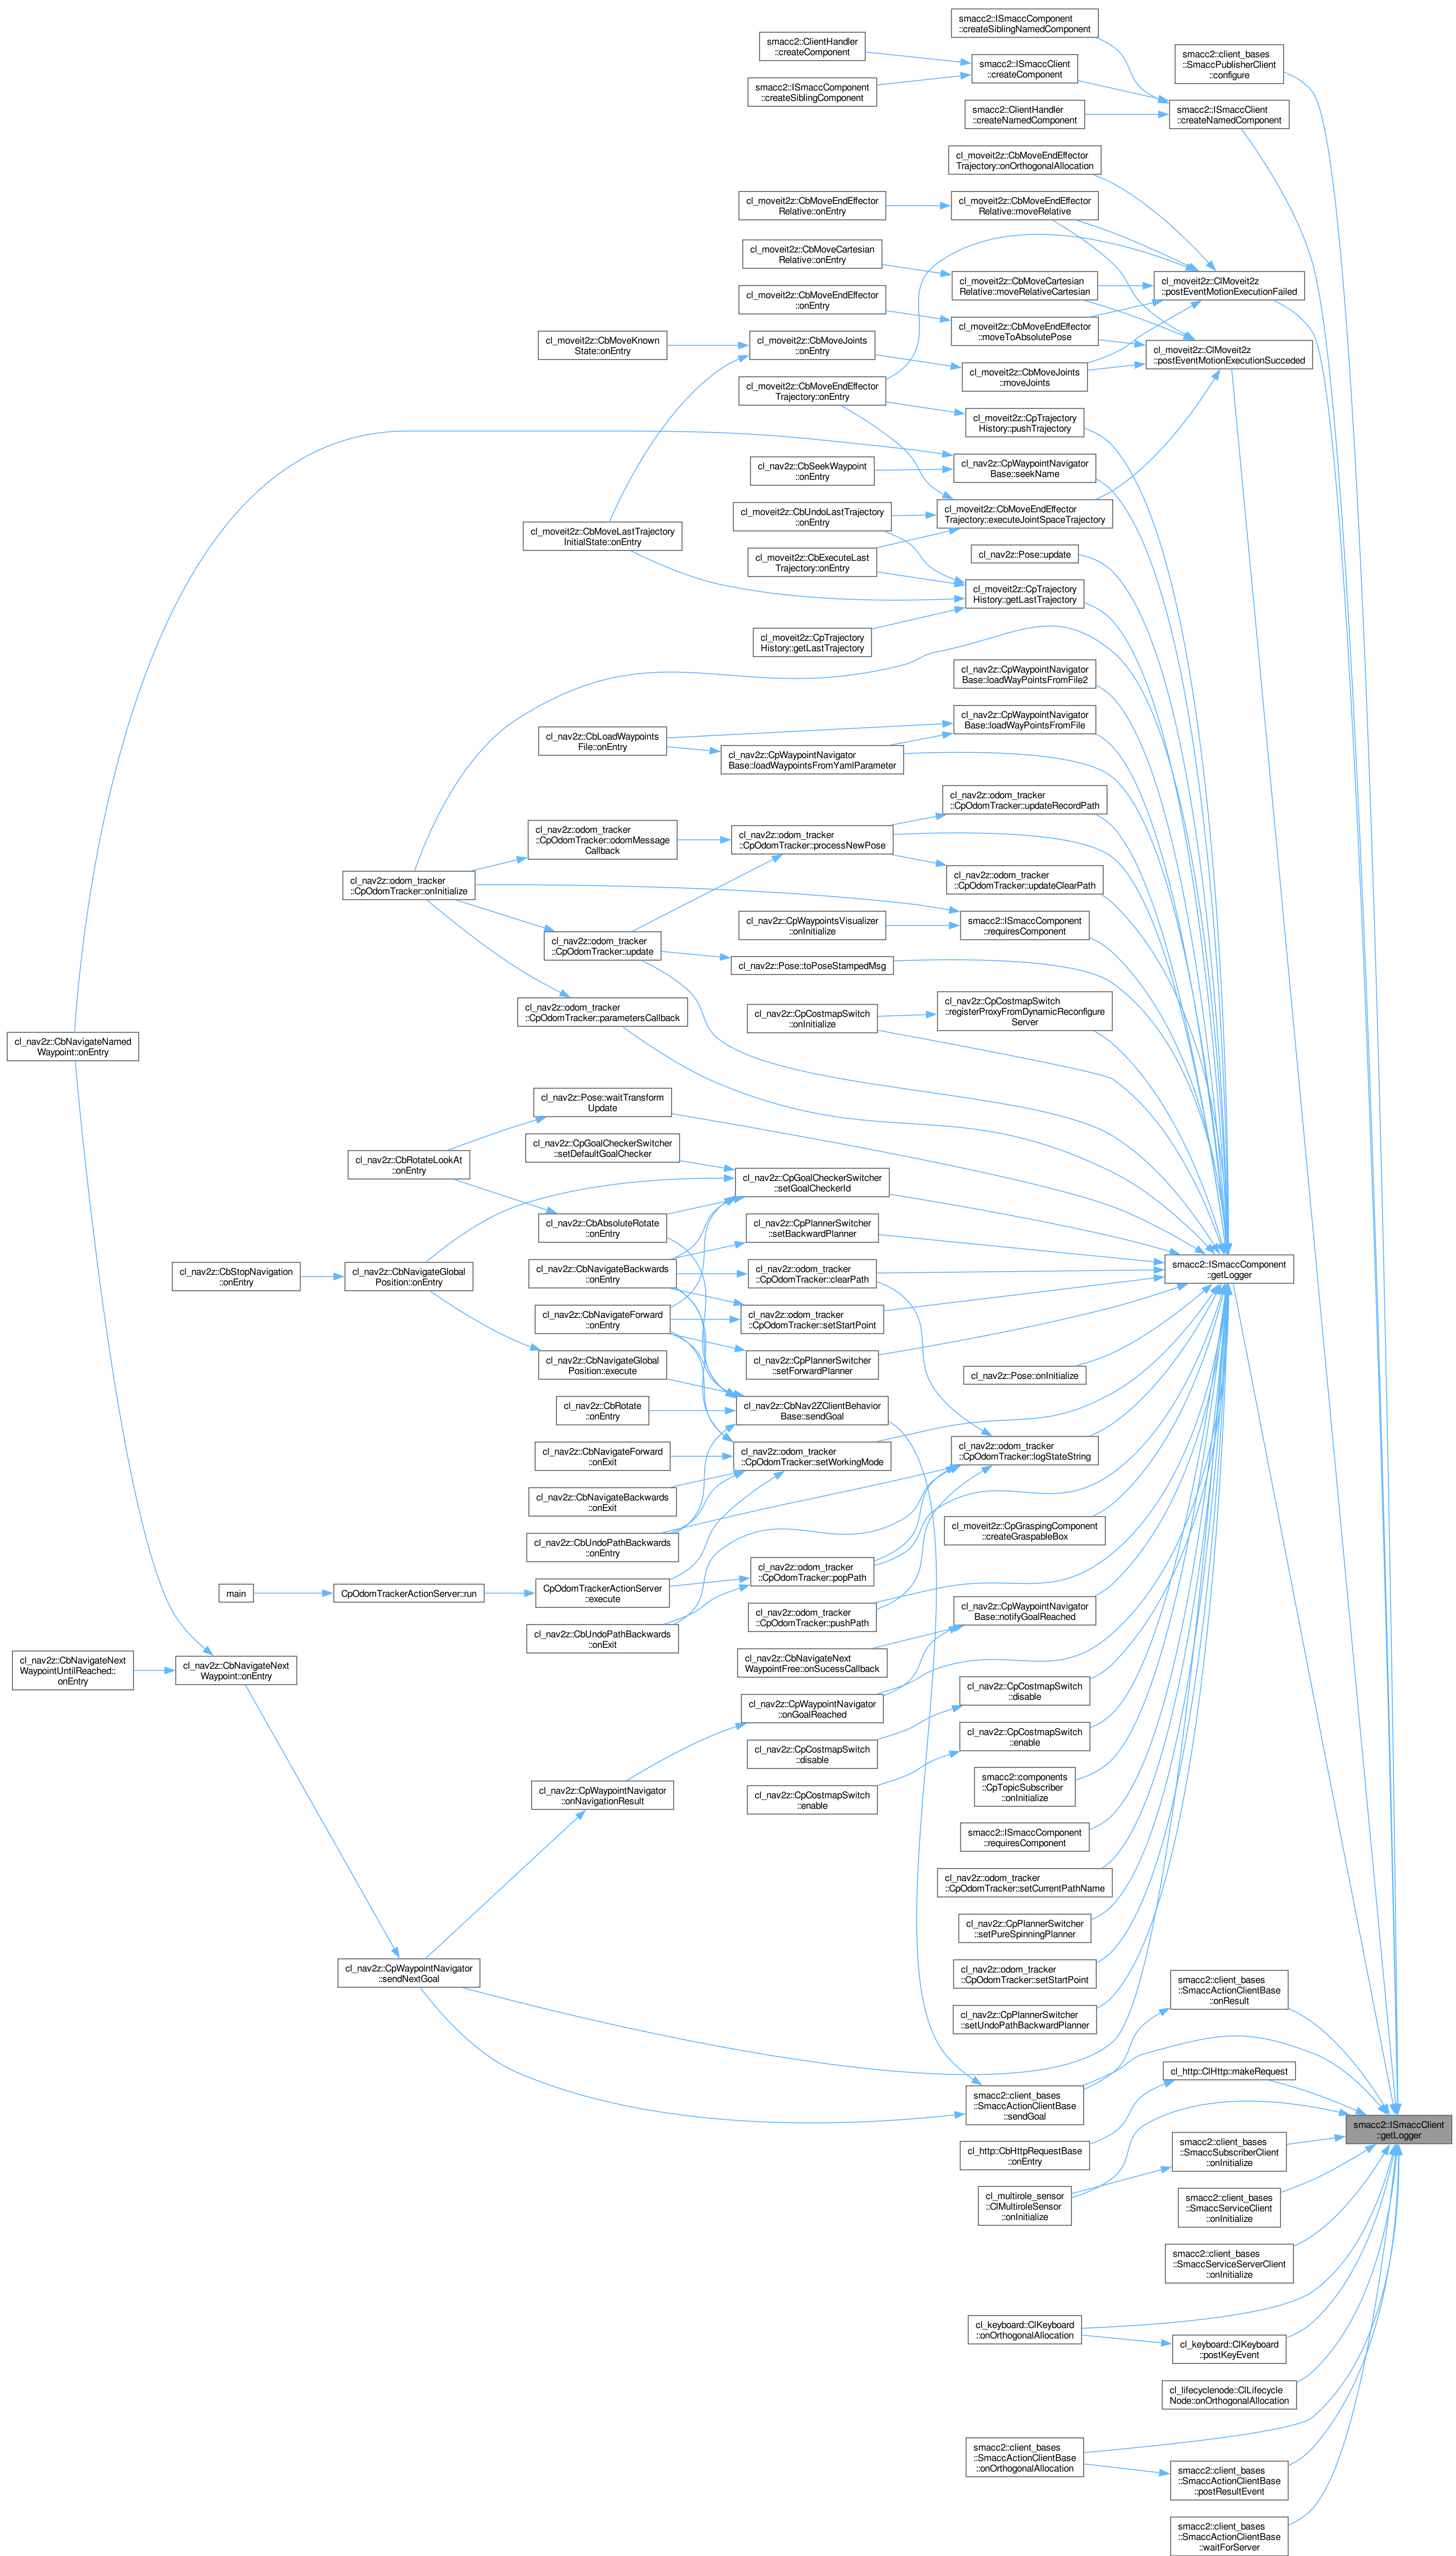 smacc2::ISmaccComponent
::createSiblingNamedComponent
smacc2::ClientHandler
::createComponent
smacc2::client_bases
::SmaccPublisherClient
::configure
smacc2::ISmaccClient
::createComponent
smacc2::ISmaccComponent
::createSiblingComponent
smacc2::ClientHandler
::createNamedComponent
smacc2::ISmaccClient
::createNamedComponent
cl_moveit2z::CbMoveEndEffector
Trajectory::onOrthogonalAllocation
cl_moveit2z::CbMoveEndEffector
Relative::onEntry
cl_moveit2z::CbMoveEndEffector
Relative::moveRelative
cl_moveit2z::CbMoveCartesian
Relative::onEntry
cl_moveit2z::CbMoveCartesian
Relative::moveRelativeCartesian
cl_moveit2z::ClMoveit2z
::postEventMotionExecutionFailed
cl_moveit2z::CbMoveEndEffector
::onEntry
cl_moveit2z::CbMoveEndEffector
::moveToAbsolutePose
cl_moveit2z::CbMoveKnown
State::onEntry
cl_moveit2z::CbMoveJoints
::onEntry
cl_moveit2z::ClMoveit2z
::postEventMotionExecutionSucceded
cl_moveit2z::CbMoveEndEffector
Trajectory::onEntry
cl_moveit2z::CbMoveJoints
::moveJoints
cl_moveit2z::CpTrajectory
History::pushTrajectory
cl_nav2z::CbSeekWaypoint
::onEntry
cl_nav2z::CpWaypointNavigator
Base::seekName
cl_moveit2z::CbUndoLastTrajectory
::onEntry
cl_moveit2z::CbMoveEndEffector
Trajectory::executeJointSpaceTrajectory
cl_moveit2z::CbMoveLastTrajectory
InitialState::onEntry
cl_moveit2z::CbExecuteLast
Trajectory::onEntry
cl_nav2z::Pose::update
cl_moveit2z::CpTrajectory
History::getLastTrajectory
cl_moveit2z::CpTrajectory
History::getLastTrajectory
cl_nav2z::CpWaypointNavigator
Base::loadWayPointsFromFile2
cl_nav2z::CbLoadWaypoints
File::onEntry
cl_nav2z::CpWaypointNavigator
Base::loadWaypointsFromYamlParameter
cl_nav2z::CpWaypointNavigator
Base::loadWayPointsFromFile
cl_nav2z::odom_tracker
::CpOdomTracker::updateRecordPath
cl_nav2z::odom_tracker
::CpOdomTracker::odomMessage
Callback
cl_nav2z::odom_tracker
::CpOdomTracker::processNewPose
cl_nav2z::odom_tracker
::CpOdomTracker::onInitialize
cl_nav2z::odom_tracker
::CpOdomTracker::updateClearPath
cl_nav2z::CpWaypointsVisualizer
::onInitialize
smacc2::ISmaccComponent
::requiresComponent
cl_nav2z::odom_tracker
::CpOdomTracker::update
cl_nav2z::Pose::toPoseStampedMsg
cl_nav2z::odom_tracker
::CpOdomTracker::parametersCallback
cl_nav2z::CpCostmapSwitch
::onInitialize
cl_nav2z::CpCostmapSwitch
::registerProxyFromDynamicReconfigure
Server
cl_nav2z::CbNavigateNamed
Waypoint::onEntry
cl_nav2z::Pose::waitTransform
Update
cl_nav2z::CpGoalCheckerSwitcher
::setDefaultGoalChecker
cl_nav2z::CbRotateLookAt
::onEntry
cl_nav2z::CpGoalCheckerSwitcher
::setGoalCheckerId
cl_nav2z::CbAbsoluteRotate
::onEntry
cl_nav2z::CpPlannerSwitcher
::setBackwardPlanner
cl_nav2z::CbStopNavigation
::onEntry
cl_nav2z::CbNavigateGlobal
Position::onEntry
cl_nav2z::CbNavigateBackwards
::onEntry
cl_nav2z::odom_tracker
::CpOdomTracker::clearPath
smacc2::ISmaccComponent
::getLogger
cl_nav2z::CbNavigateForward
::onEntry
cl_nav2z::odom_tracker
::CpOdomTracker::setStartPoint
cl_nav2z::CbNavigateGlobal
Position::execute
cl_nav2z::CpPlannerSwitcher
::setForwardPlanner
cl_nav2z::Pose::onInitialize
cl_nav2z::CbRotate
::onEntry
cl_nav2z::CbNav2ZClientBehavior
Base::sendGoal
cl_nav2z::CbNavigateForward
::onExit
cl_nav2z::odom_tracker
::CpOdomTracker::setWorkingMode
cl_nav2z::odom_tracker
::CpOdomTracker::logStateString
cl_nav2z::CbNavigateBackwards
::onExit
cl_nav2z::CbUndoPathBackwards
::onEntry
cl_moveit2z::CpGraspingComponent
::createGraspableBox
main
CpOdomTrackerActionServer::run
CpOdomTrackerActionServer
::execute
cl_nav2z::odom_tracker
::CpOdomTracker::popPath
cl_nav2z::CbUndoPathBackwards
::onExit
cl_nav2z::odom_tracker
::CpOdomTracker::pushPath
cl_nav2z::CpWaypointNavigator
Base::notifyGoalReached
cl_nav2z::CbNavigateNext
WaypointUntilReached::
onEntry
cl_nav2z::CbNavigateNext
Waypoint::onEntry
cl_nav2z::CbNavigateNext
WaypointFree::onSucessCallback
cl_nav2z::CpWaypointNavigator
::onGoalReached
cl_nav2z::CpCostmapSwitch
::disable
cl_nav2z::CpCostmapSwitch
::disable
cl_nav2z::CpCostmapSwitch
::enable
cl_nav2z::CpWaypointNavigator
::onNavigationResult
cl_nav2z::CpCostmapSwitch
::enable
smacc2::components
::CpTopicSubscriber
::onInitialize
smacc2::ISmaccComponent
::requiresComponent
cl_nav2z::odom_tracker
::CpOdomTracker::setCurrentPathName
cl_nav2z::CpPlannerSwitcher
::setPureSpinningPlanner
cl_nav2z::CpWaypointNavigator
::sendNextGoal
cl_nav2z::odom_tracker
::CpOdomTracker::setStartPoint
smacc2::client_bases
::SmaccActionClientBase
::onResult
cl_nav2z::CpPlannerSwitcher
::setUndoPathBackwardPlanner
cl_http::ClHttp::makeRequest
smacc2::client_bases
::SmaccActionClientBase
::sendGoal
smacc2::ISmaccClient
::getLogger
cl_http::CbHttpRequestBase
::onEntry
smacc2::client_bases
::SmaccSubscriberClient
::onInitialize
cl_multirole_sensor
::ClMultiroleSensor
::onInitialize
smacc2::client_bases
::SmaccServiceClient
::onInitialize
smacc2::client_bases
::SmaccServiceServerClient
::onInitialize
cl_keyboard::ClKeyboard
::onOrthogonalAllocation
cl_keyboard::ClKeyboard
::postKeyEvent
cl_lifecyclenode::ClLifecycle
Node::onOrthogonalAllocation
smacc2::client_bases
::SmaccActionClientBase
::onOrthogonalAllocation
smacc2::client_bases
::SmaccActionClientBase
::postResultEvent
smacc2::client_bases
::SmaccActionClientBase
::waitForServer